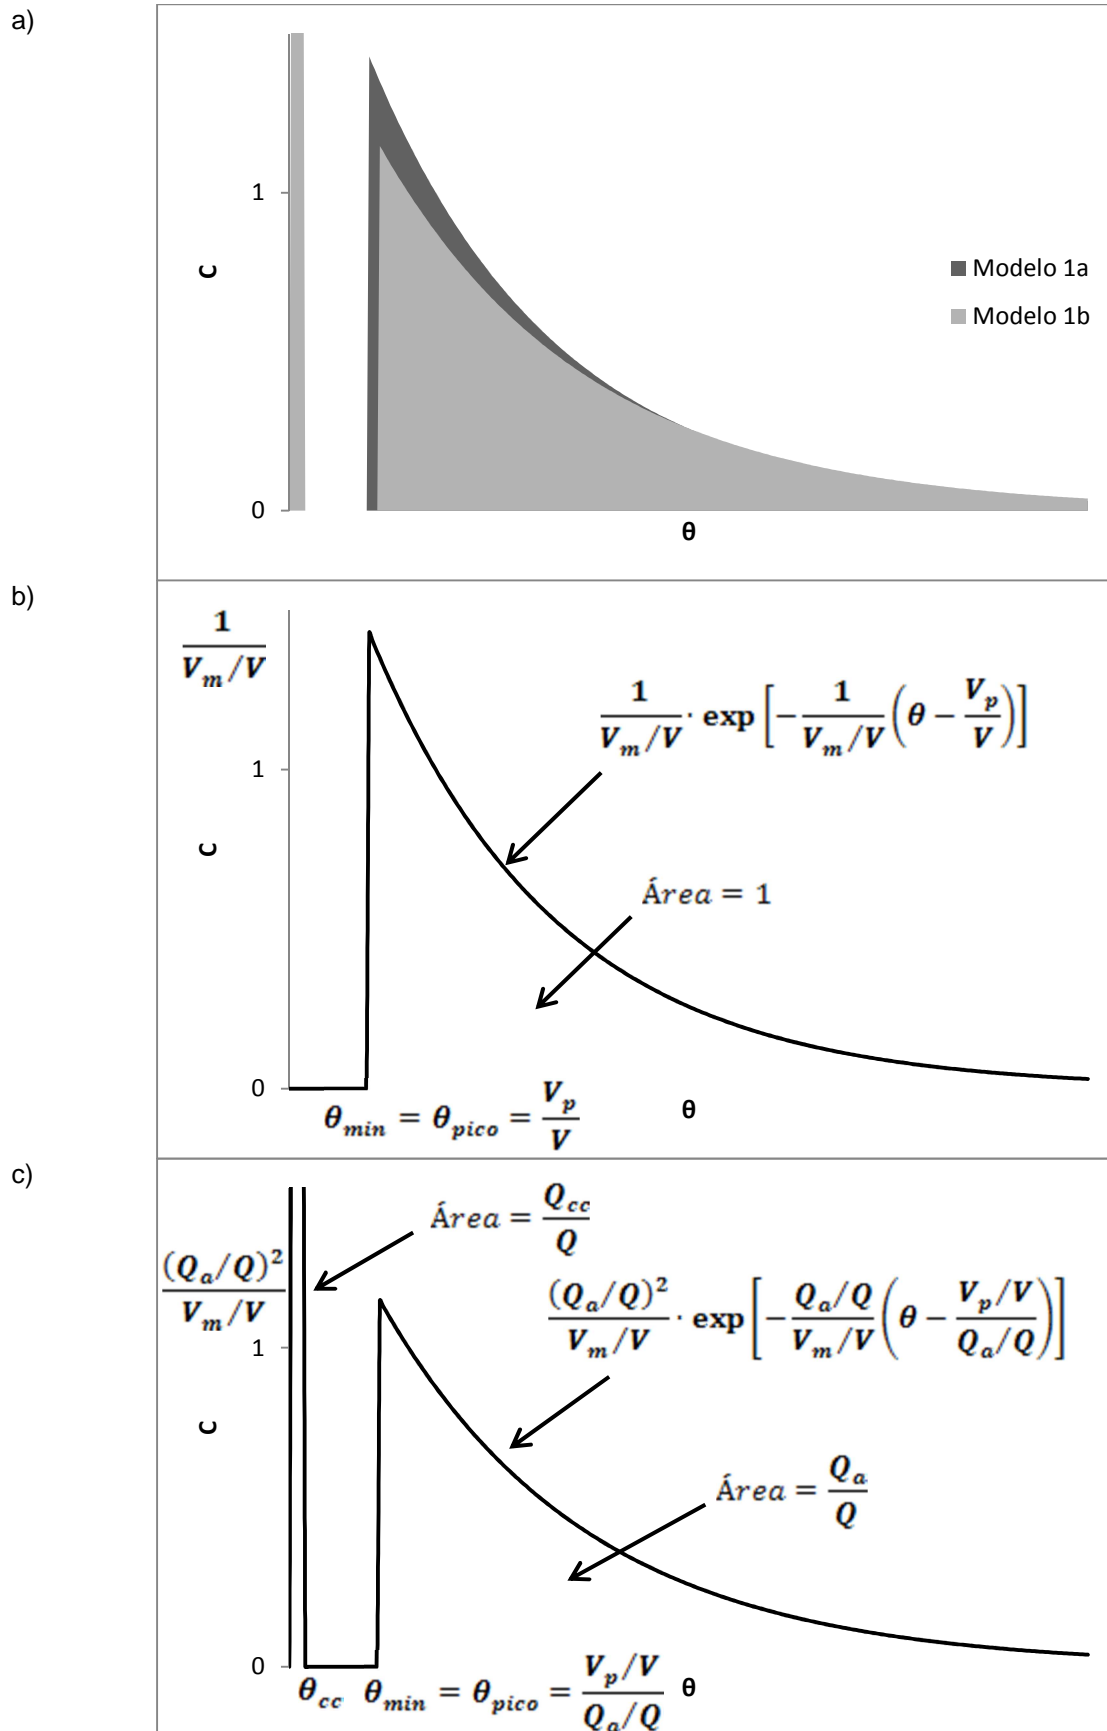 a)
1
C
Modelo 1a
Modelo 1b
0
θ
b)
1 / V_m/V
1/(V_m/V) · exp[−1/(V_m/V)(θ − V_p/V)]
1
C
Área = 1
0
θ_min = θ_pico = V_p/V
θ
c)
Área = Q_cc/Q
(Q_a/Q)²/(V_m/V)
(Q_a/Q)²/(V_m/V) · exp[−(Q_a/Q)/(V_m/V)(θ − (V_p/V)/(Q_a/Q))]
1
C
Área = Q_a/Q
0
θ_cc θ_min = θ_pico = (V_p/V)/(Q_a/Q) θ